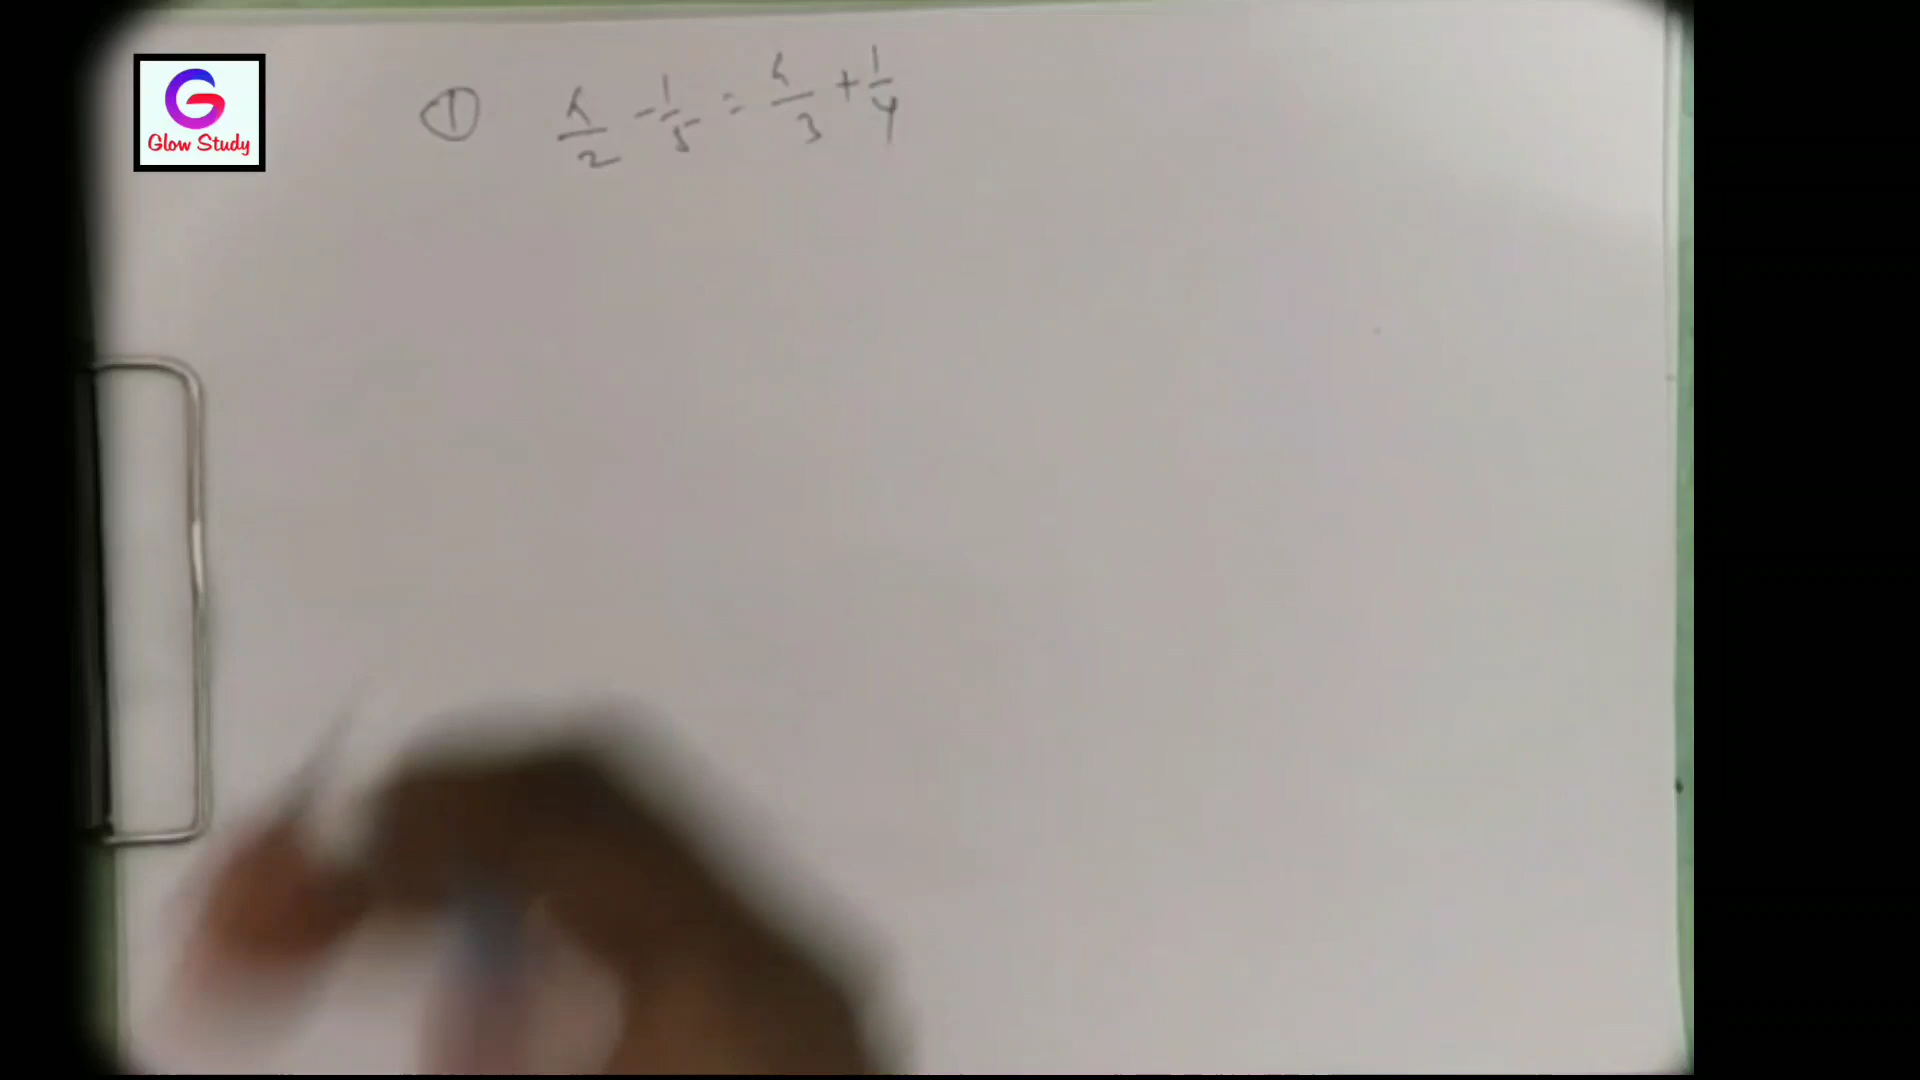 G
Glow Study
① x/2 - 1/5 = x/3 + 1/4